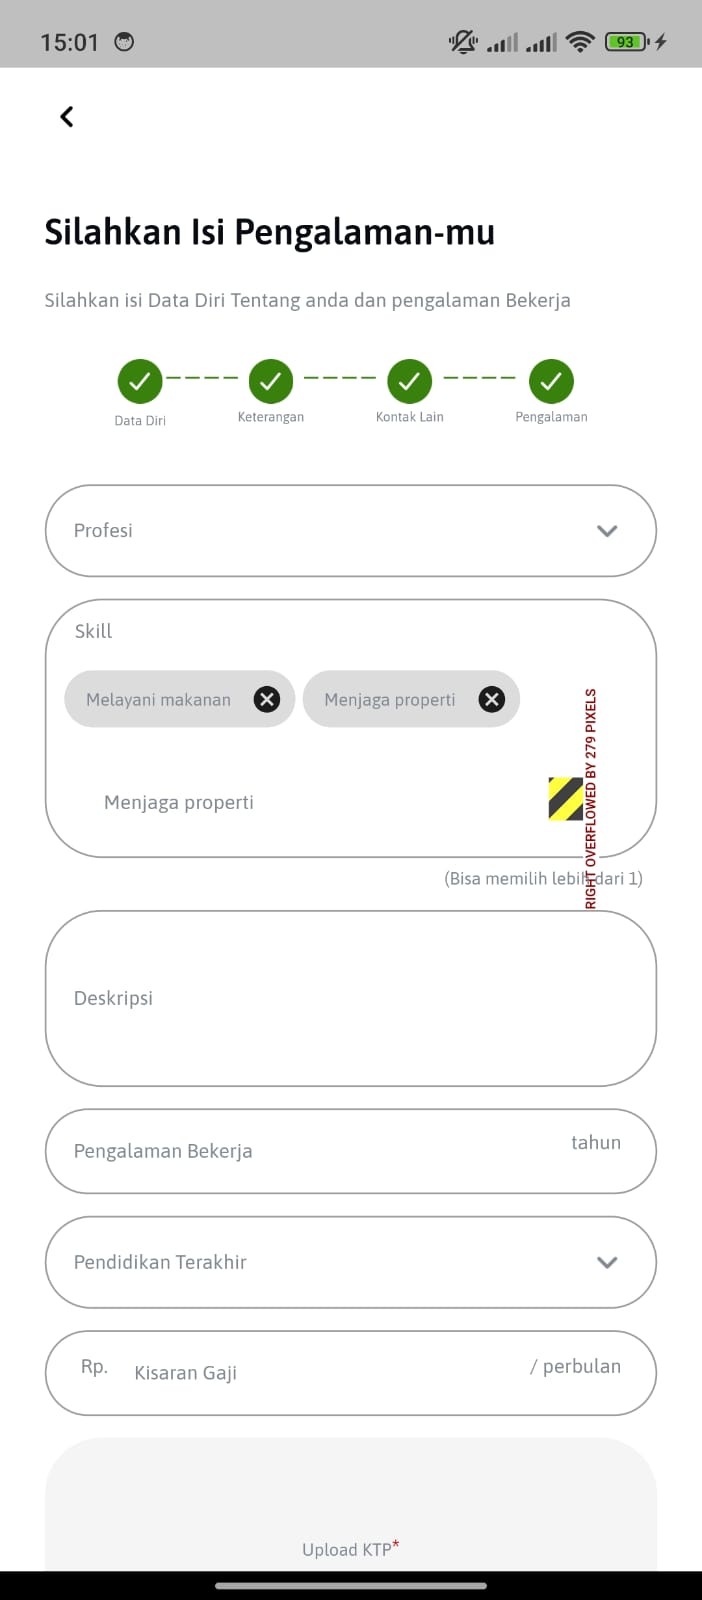 15:01
93
Silahkan Isi Pengalaman-mu
Silahkan isi Data Diri Tentang anda dan pengalaman Bekerja
Data Diri
Keterangan
Kontak Lain
Pengalaman
Profesi
Skill
Melayani makanan
Menjaga properti
Menjaga properti
RIGHT OVERFLOWED BY 279 PIXELS
(Bisa memilih lebih dari 1)
Deskripsi
Pengalaman Bekerja
tahun
Pendidikan Terakhir
Rp. Kisaran Gaji
/ perbulan
Upload KTP*